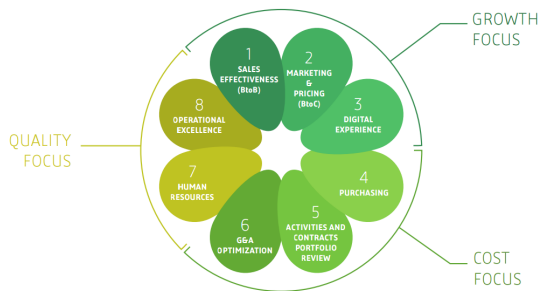 GROWTH
FOCUS
1
SALES
EFFECTIVENESS
(BtoB)
2
MARKETING
&
PRICING
(BtoC)
3
DIGITAL
EXPERIENCE
4
PURCHASING
5
ACTIVITIES AND
CONTRACTS
PORTFOLIO
REVIEW
6
G&A
OPTIMIZATION
7
HUMAN
RESOURCES
8
OPERATIONAL
EXCELLENCE
QUALITY
FOCUS
COST
FOCUS